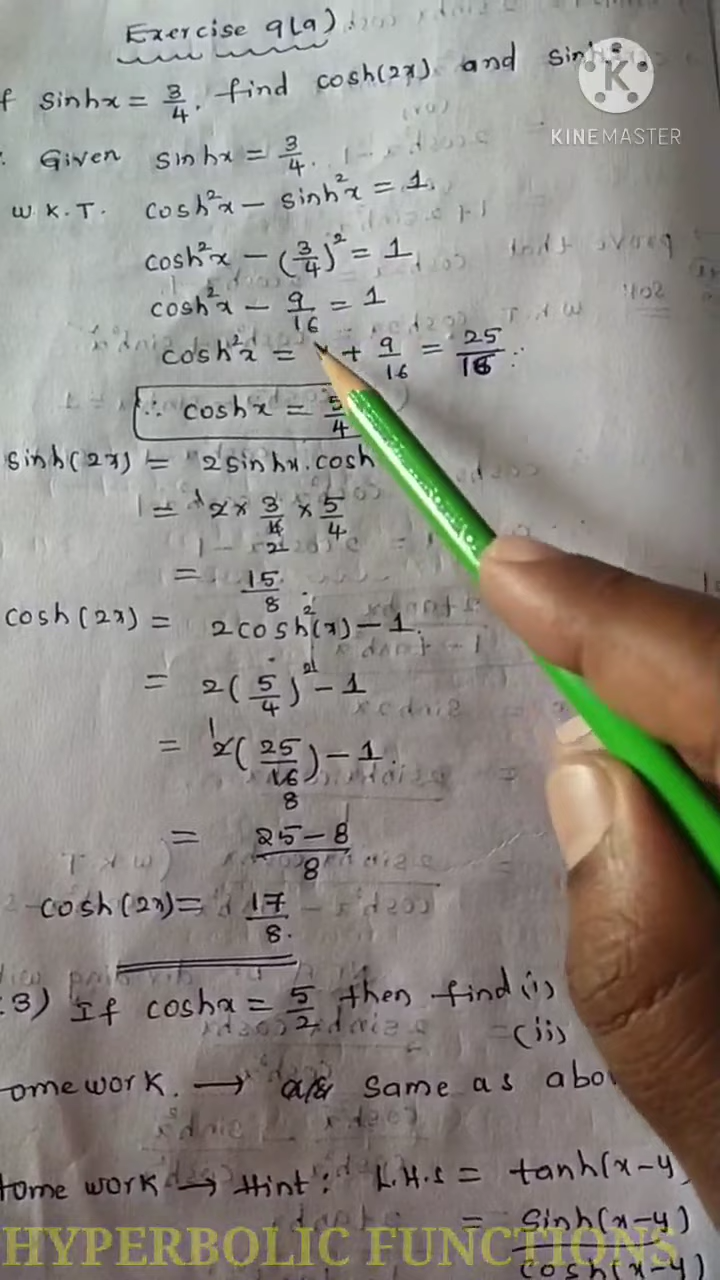 Exercise 9(a)
If sinhx = 3/4. find cosh(2x) and sinh
KINEMASTER
Given sinhx = 3/4.
W.K.T. cosh²x - sinh²x = 1.
cosh²x - (3/4)² = 1
cosh²x - 9/16 = 1
cosh²x = + 9/16 = 25/16
∴ coshx = 5/4
sinh(2x) = 2sinhx.cosh
= 2 × 3/4 × 5/4
= 15/8
cosh(2x) = 2cosh²(x) - 1.
= 2(5/4)² - 1
= 2(25/16) - 1.
= 25-8/8
cosh(2x) = 17/8.
3) If coshx = 5/2 then find (i)
= (ii)
omework. → same as abo
Home work → Hint: L.H.S = tanh(x-y)
= sinh(x-y)/cosh(x-y)
HYPERBOLIC FUNCTIONS